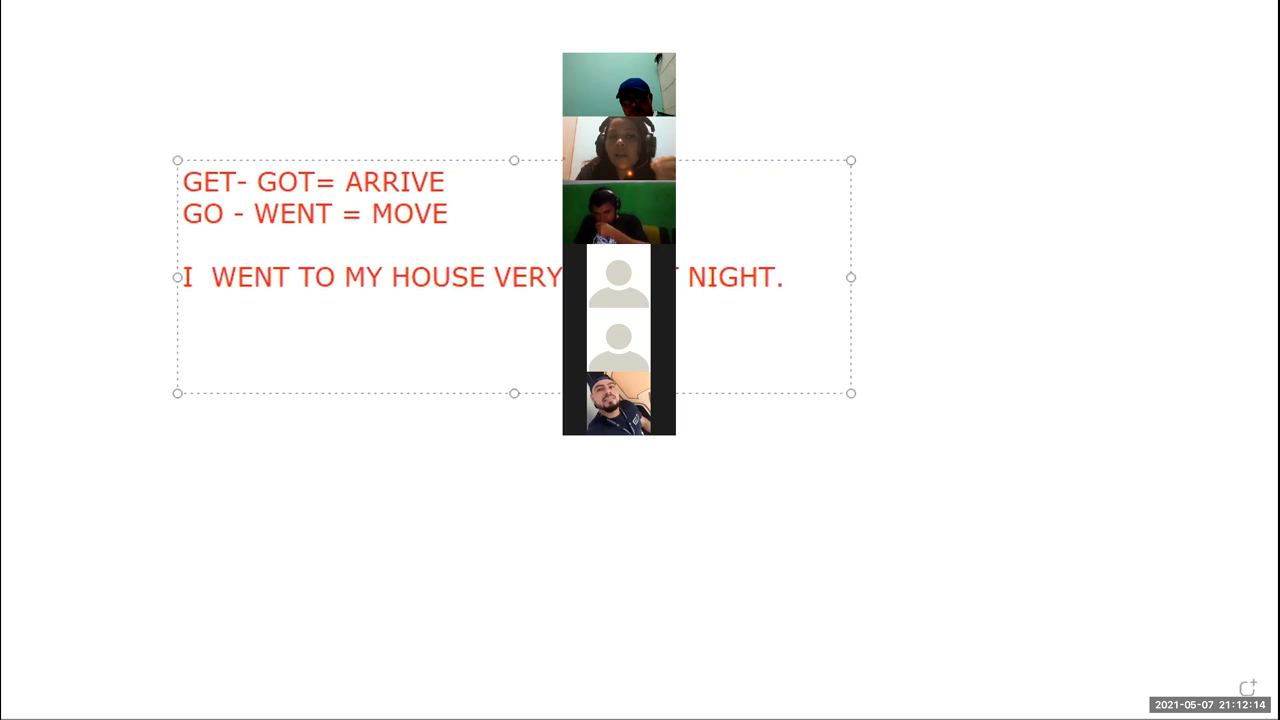 GET- GOT= ARRIVE
GO - WENT = MOVE
I WENT TO MY HOUSE VERY NIGHT.
2021-05-07 21:12:14